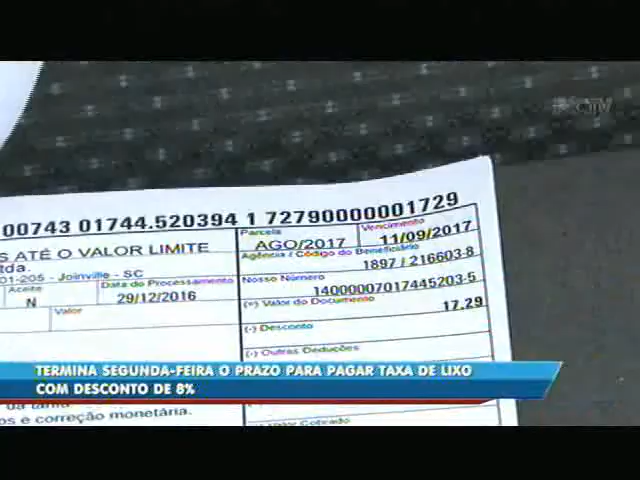 00743 01744.520394 1 72790000001729
S ATÉ O VALOR LIMITE
Parcela
AGO/2017
Vencimento
11/09/2017
tda.
Agência / Código do Beneficiário
1897 / 216603-8
01-205 - Joinville - SC
Aceite
N
Data do Processamento
29/12/2016
Nosso Número
14000007017445203-5
Valor
(=) Valor do Documento
17,29
(-) Desconto
(-) Outras Deduções
TERMINA SEGUNDA-FEIRA O PRAZO PARA PAGAR TAXA DE LIXO
COM DESCONTO DE 8%
s e correção monetária.
Valor Cobrado